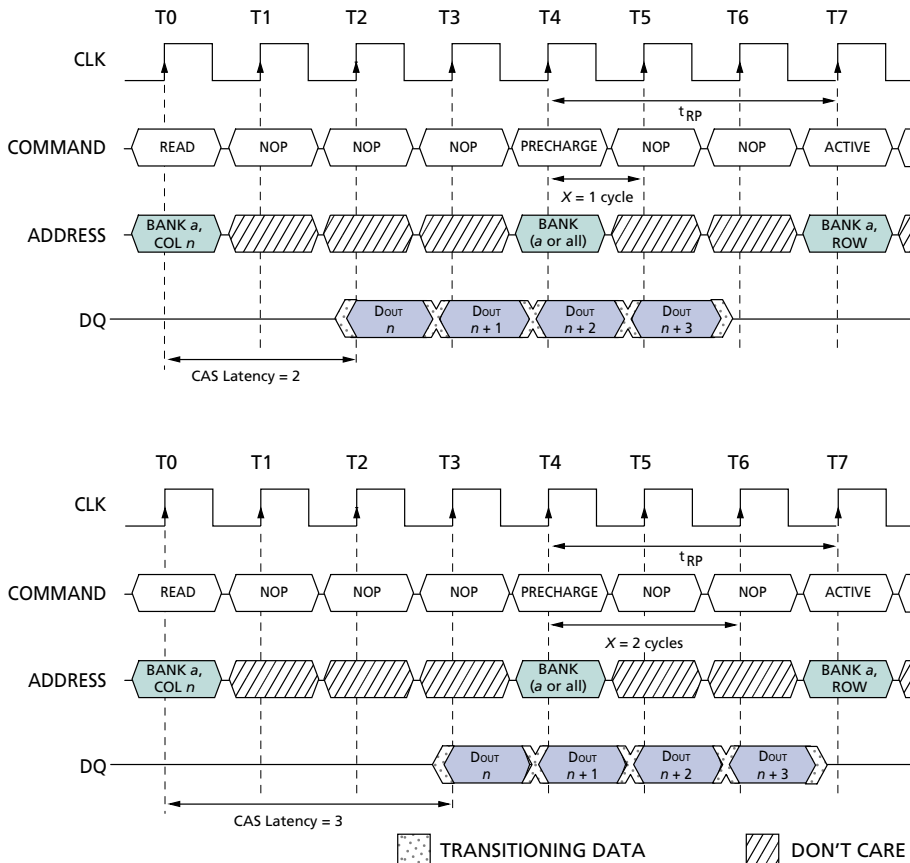 T0 T1 T2 T3 T4 T5 T6 T7
CLK
tRP
COMMAND READ NOP NOP NOP PRECHARGE NOP NOP ACTIVE
X = 1 cycle
ADDRESS BANK a, COL n BANK (a or all) BANK a, ROW
DQ DOUT n DOUT n + 1 DOUT n + 2 DOUT n + 3
CAS Latency = 2
T0 T1 T2 T3 T4 T5 T6 T7
CLK
tRP
COMMAND READ NOP NOP NOP PRECHARGE NOP NOP ACTIVE
X = 2 cycles
ADDRESS BANK a, COL n BANK (a or all) BANK a, ROW
DQ DOUT n DOUT n + 1 DOUT n + 2 DOUT n + 3
CAS Latency = 3
TRANSITIONING DATA DON'T CARE